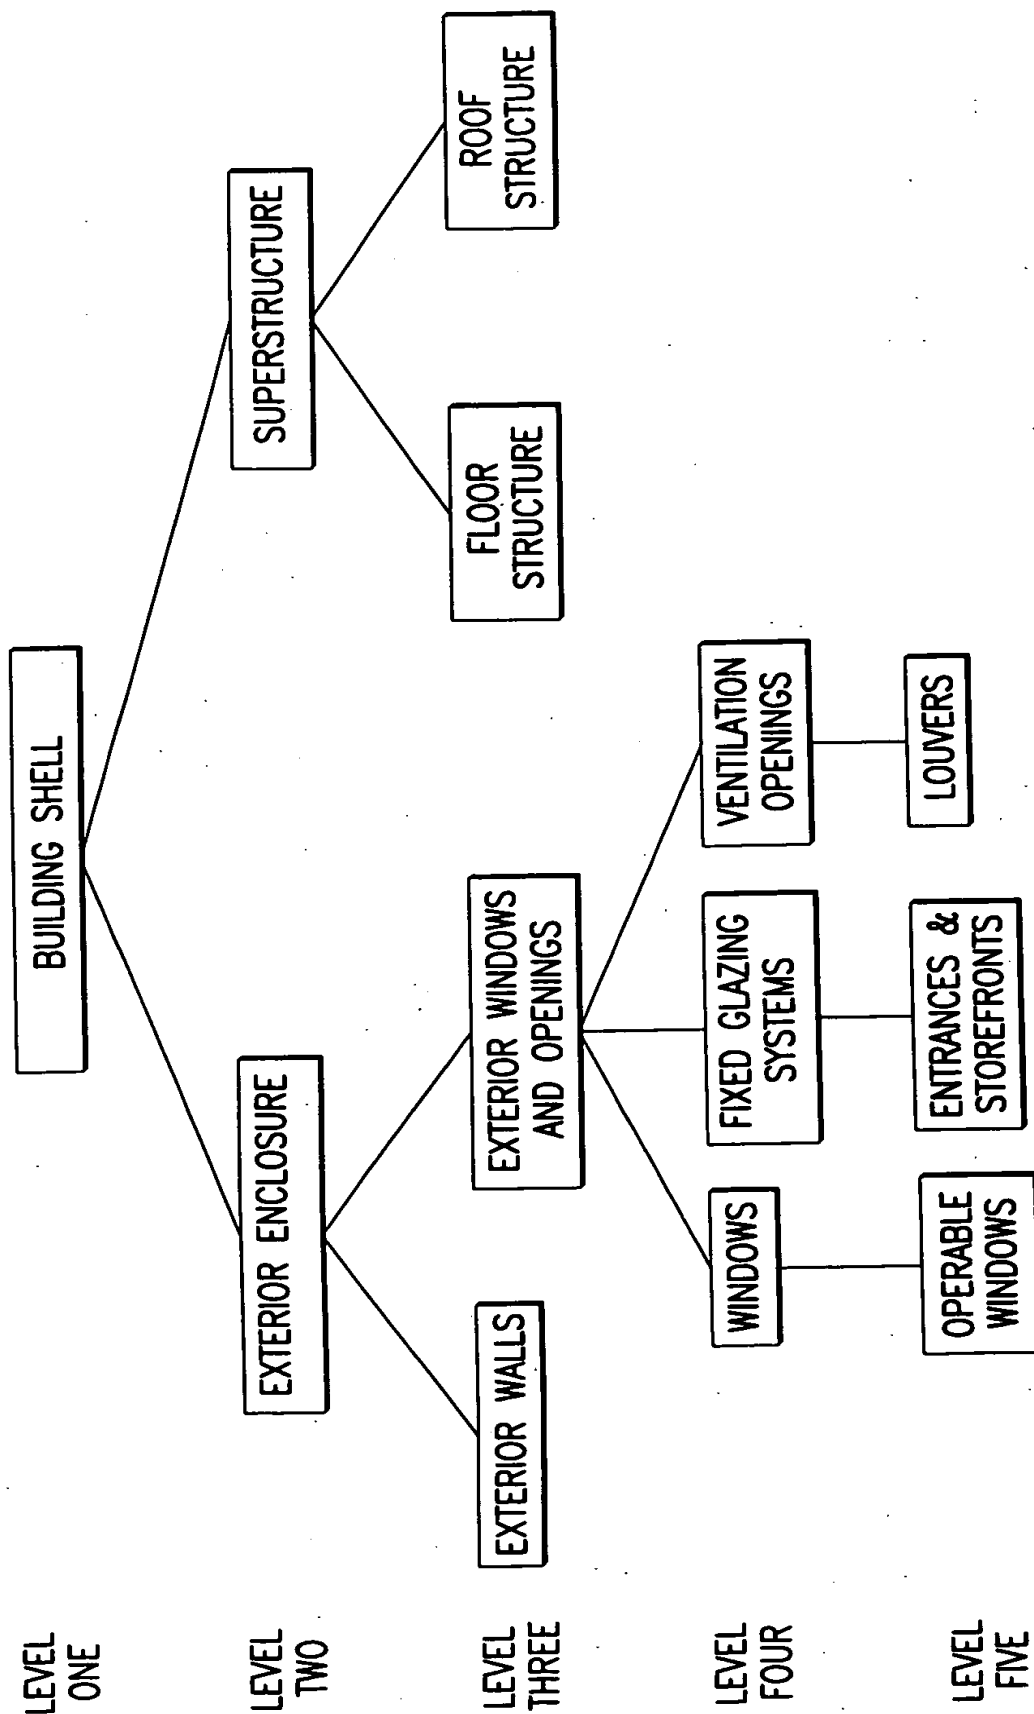 LEVEL
ONE
BUILDING SHELL
LEVEL
TWO
EXTERIOR ENCLOSURE
SUPERSTRUCTURE
LEVEL
THREE
EXTERIOR WALLS
EXTERIOR WINDOWS
AND OPENINGS
FLOOR
STRUCTURE
ROOF
STRUCTURE
LEVEL
FOUR
WINDOWS
FIXED GLAZING
SYSTEMS
VENTILATION
OPENINGS
LEVEL
FIVE
OPERABLE
WINDOWS
ENTRANCES &
STOREFRONTS
LOUVERS